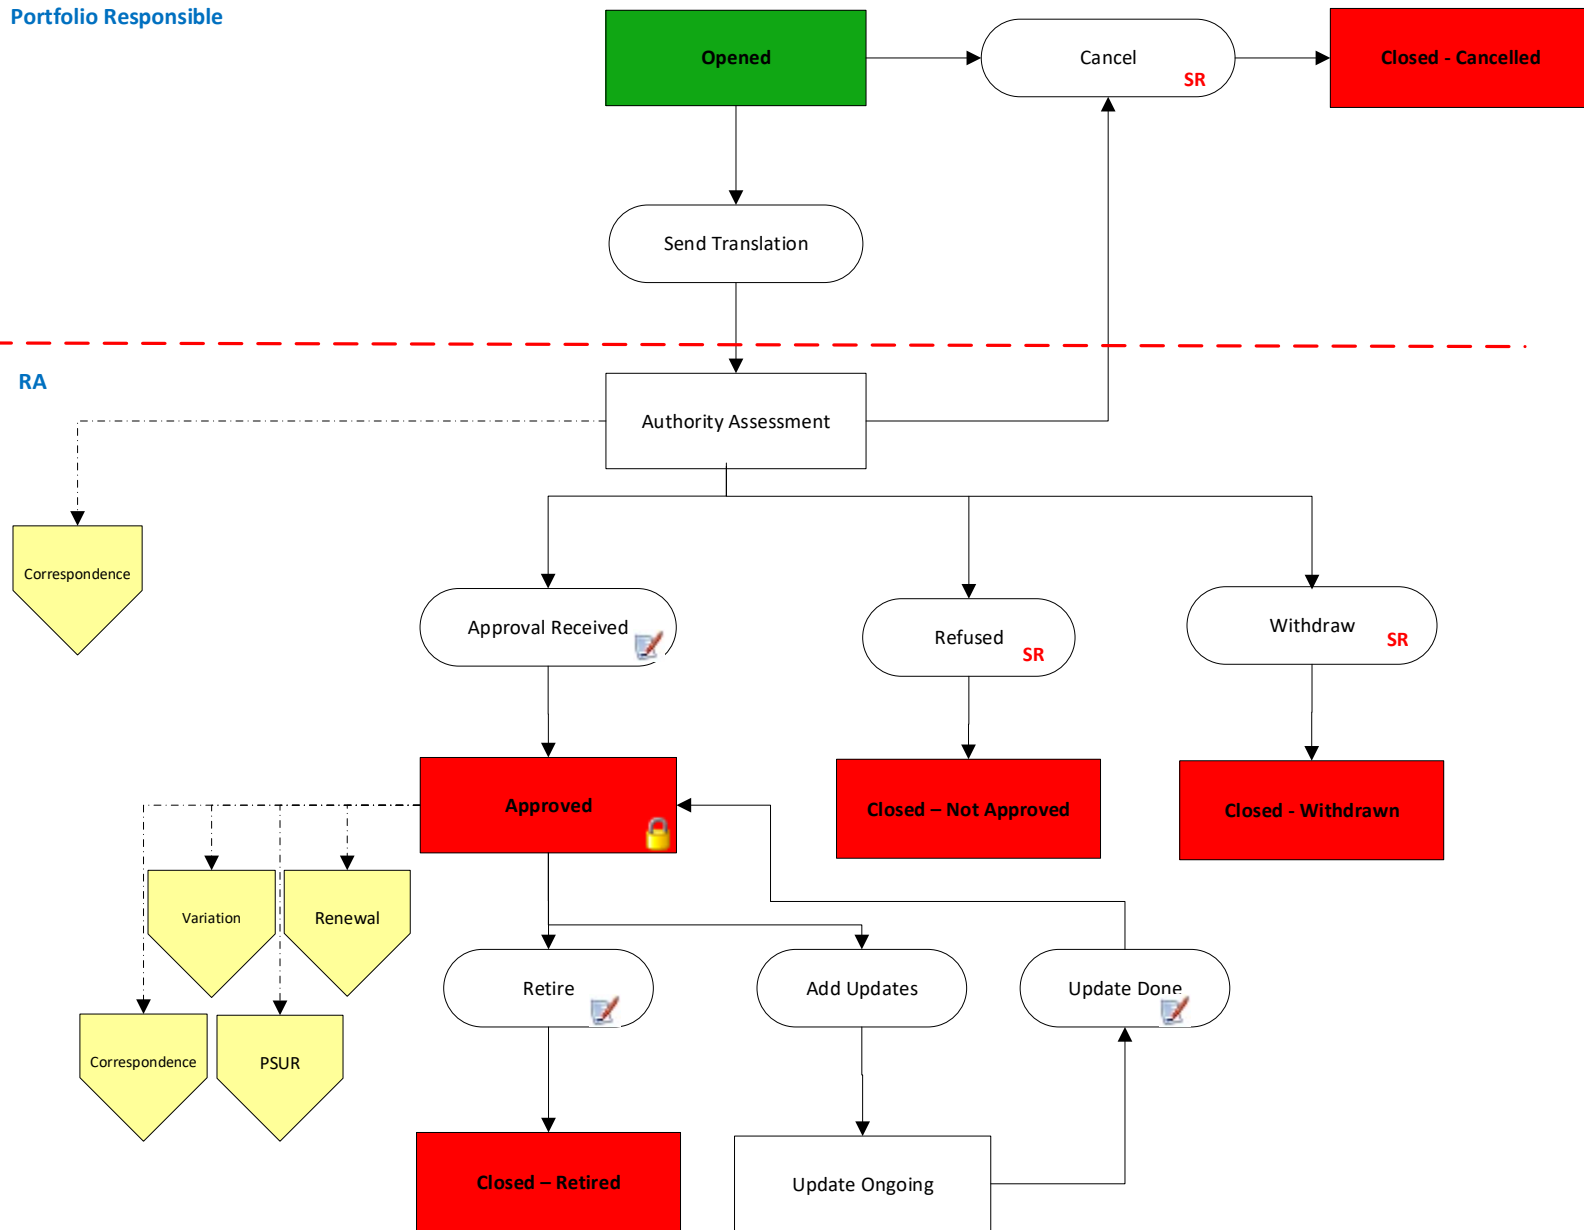 Portfolio Responsible
Opened
Cancel
SR
Closed - Cancelled
Send Translation
RA
Authority Assessment
Correspondence
Approval Received
Refused
SR
Withdraw
SR
Approved
Closed – Not Approved
Closed - Withdrawn
Variation
Renewal
Retire
Add Updates
Update Done
Correspondence
PSUR
Closed – Retired
Update Ongoing